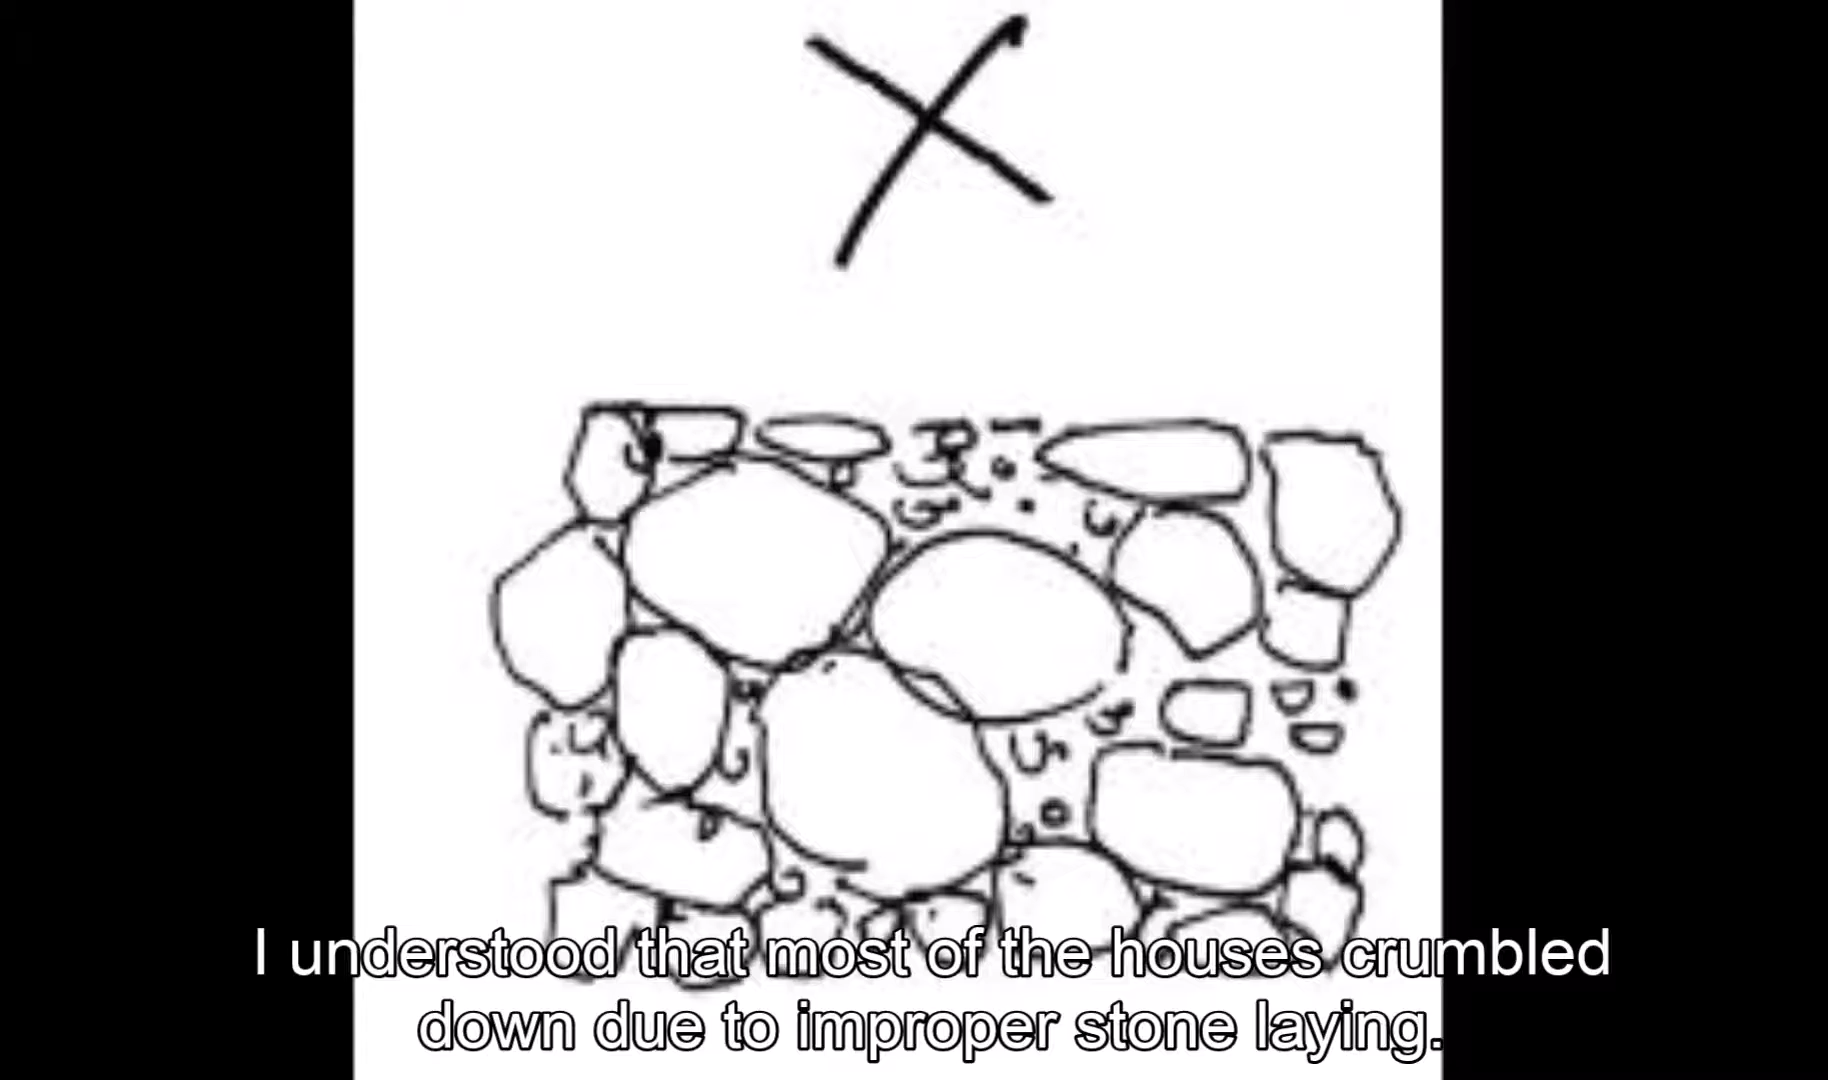 I understood that most of the houses crumbled
down due to improper stone laying.